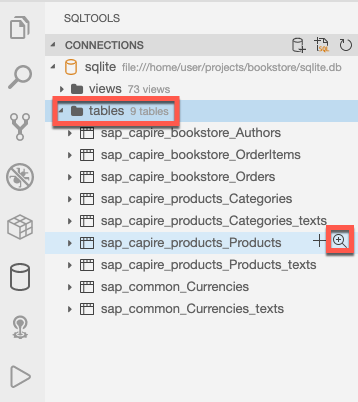 SQLTOOLS
CONNECTIONS
SQL
sqlite file:///home/user/projects/bookstore/sqlite.db
views 73 views
tables 9 tables
sap_capire_bookstore_Authors
sap_capire_bookstore_OrderItems
sap_capire_bookstore_Orders
sap_capire_products_Categories
sap_capire_products_Categories_texts
sap_capire_products_Products
sap_capire_products_Products_texts
sap_common_Currencies
sap_common_Currencies_texts